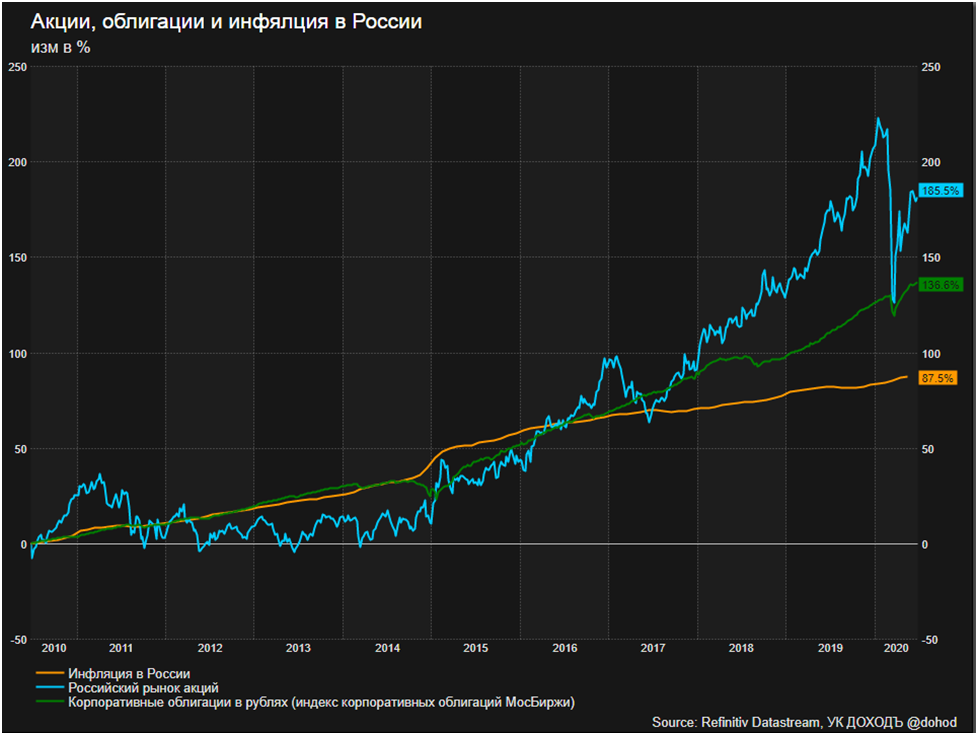 Акции, облигации и инфялция в России
изм в %
250 250
200 200
185.5%
150 150
136.6%
100 100
87.5%
50 50
0 0
-50 -50
2010 2011 2012 2013 2014 2015 2016 2017 2018 2019 2020
Инфляция в России
Российский рынок акций
Корпоративные облигации в рублях (индекс корпоративных облигаций МосБиржи)
Source: Refinitiv Datastream, УК ДОХОДЪ @dohod